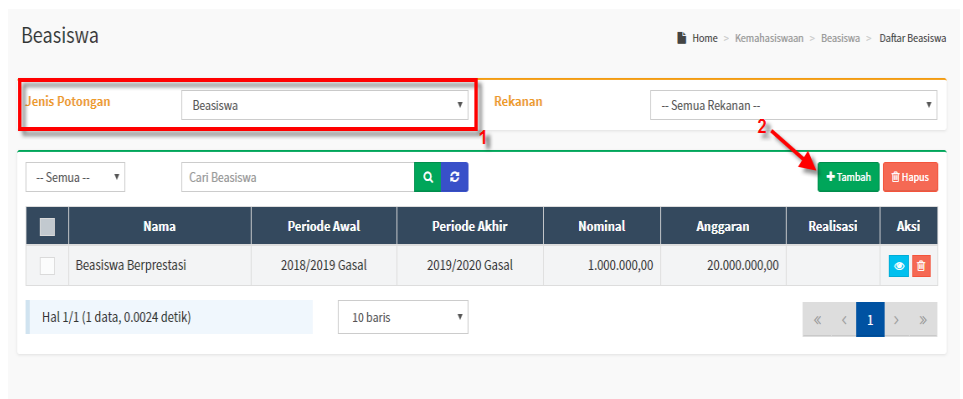 Beasiswa
Home > Kemahasiswaan > Beasiswa > Daftar Beasiswa
Jenis Potongan Beasiswa Rekanan -- Semua Rekanan --
1 2
-- Semua -- Cari Beasiswa Tambah Hapus
Nama Periode Awal Periode Akhir Nominal Anggaran Realisasi Aksi
Beasiswa Berprestasi 2018/2019 Gasal 2019/2020 Gasal 1.000.000,00 20.000.000,00
Hal 1/1 (1 data, 0.0024 detik) 10 baris « ‹ 1 › »